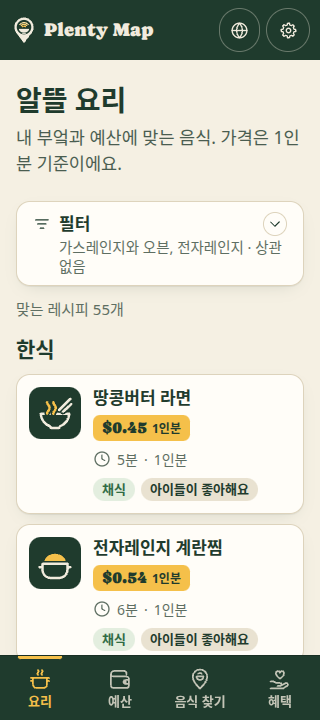 Plenty Map
알뜰 요리
내 부엌과 예산에 맞는 음식. 가격은 1인
분 기준이에요.
필터
가스레인지와 오븐, 전자레인지 · 상관
없음
맞는 레시피 55개
한식
땅콩버터 라면
$0.45 1인분
5분 · 1인분
채식 아이들이 좋아해요
전자레인지 계란찜
$0.54 1인분
6분 · 1인분
채식 아이들이 좋아해요
요리 예산 음식 찾기 혜택